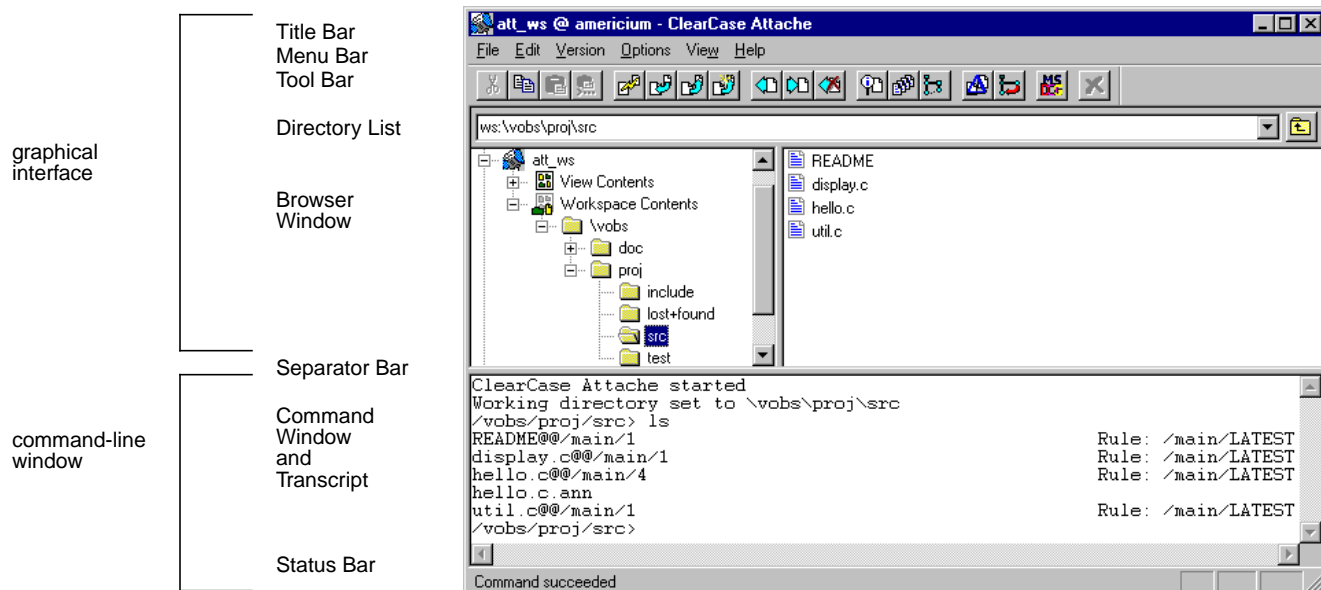 graphical
interface
command-line
window
Title Bar
Menu Bar
Tool Bar
Directory List
Browser
Window
Separator Bar
Command
Window
and
Transcript
Status Bar
att_ws @ americium - ClearCase Attache
File Edit Version Options View Help
ws:\vobs\proj\src
att_ws
View Contents
Workspace Contents
\vobs
doc
proj
include
lost+found
src
test
README
display.c
hello.c
util.c
ClearCase Attache started
Working directory set to \vobs\proj\src
/vobs/proj/src> ls
README@@/main/1 Rule: /main/LATEST
display.c@@/main/1 Rule: /main/LATEST
hello.c@@/main/4 Rule: /main/LATEST
hello.c.ann
util.c@@/main/1 Rule: /main/LATEST
/vobs/proj/src>
Command succeeded